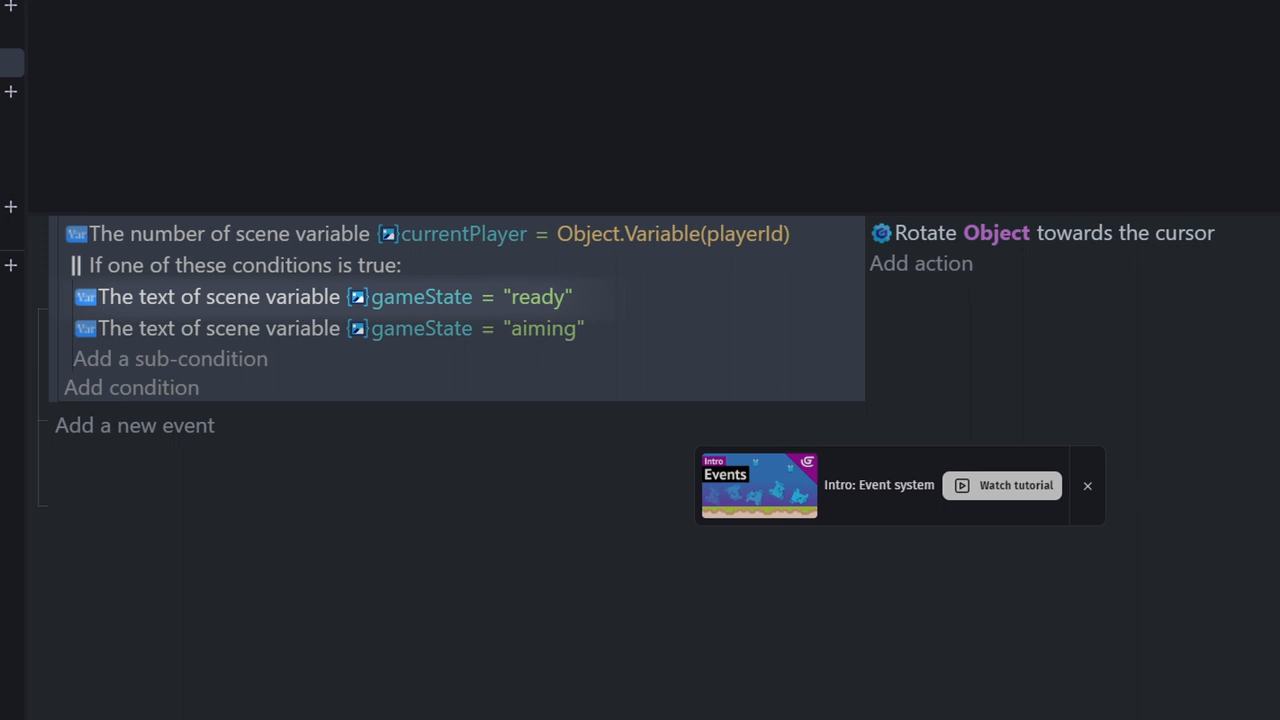 The number of scene variable currentPlayer = Object.Variable(playerId)
Rotate Object towards the cursor
If one of these conditions is true:
Add action
Var The text of scene variable gameState = "ready"
Var The text of scene variable gameState = "aiming"
Add a sub-condition
Add condition
Add a new event
Intro
Events
Intro: Event system
Watch tutorial